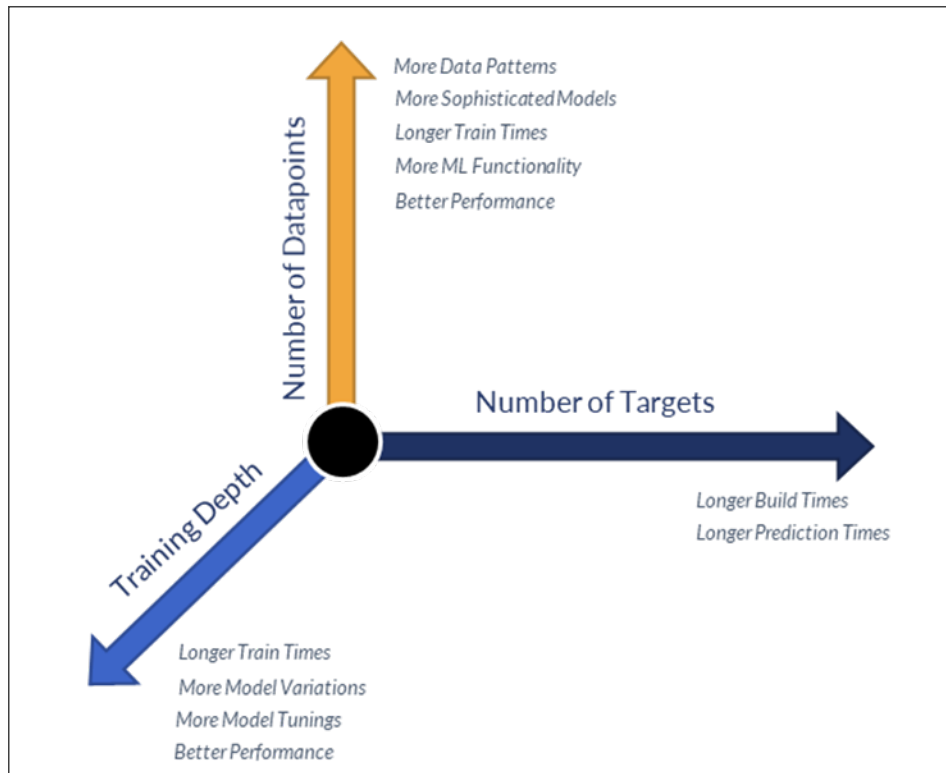 Number of Datapoints
More Data Patterns
More Sophisticated Models
Longer Train Times
More ML Functionality
Better Performance
Number of Targets
Longer Build Times
Longer Prediction Times
Training Depth
Longer Train Times
More Model Variations
More Model Tunings
Better Performance